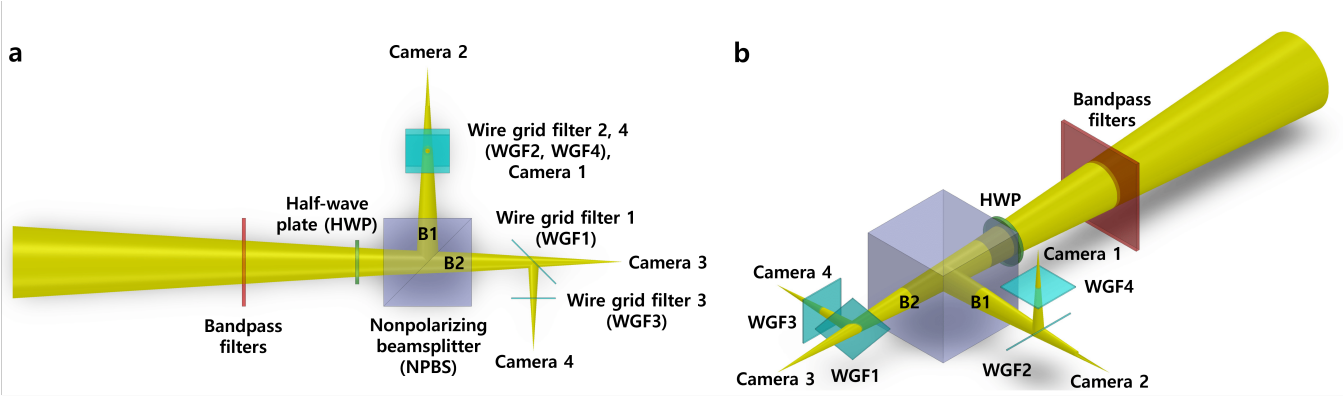 a
Camera 2
Wire grid filter 2, 4
(WGF2, WGF4),
Camera 1
Half-wave
plate (HWP)
Wire grid filter 1
(WGF1)
B1
B2
Camera 3
Wire grid filter 3
(WGF3)
Bandpass
filters
Nonpolarizing
beamsplitter
(NPBS)
Camera 4
b
Bandpass
filters
HWP
Camera 1
Camera 4
WGF4
B2
B1
WGF3
WGF2
Camera 3
WGF1
Camera 2